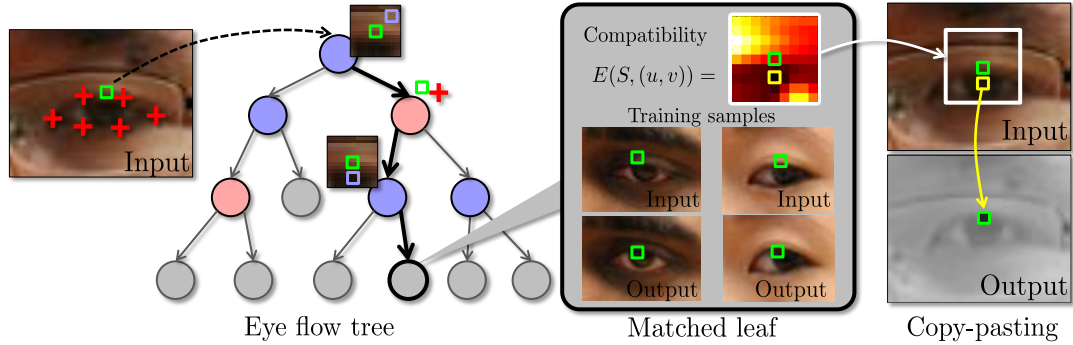 Input
Eye flow tree
Compatibility
E(S, (u, v)) =
Training samples
Input
Input
Output
Output
Matched leaf
Input
Output
Copy-pasting